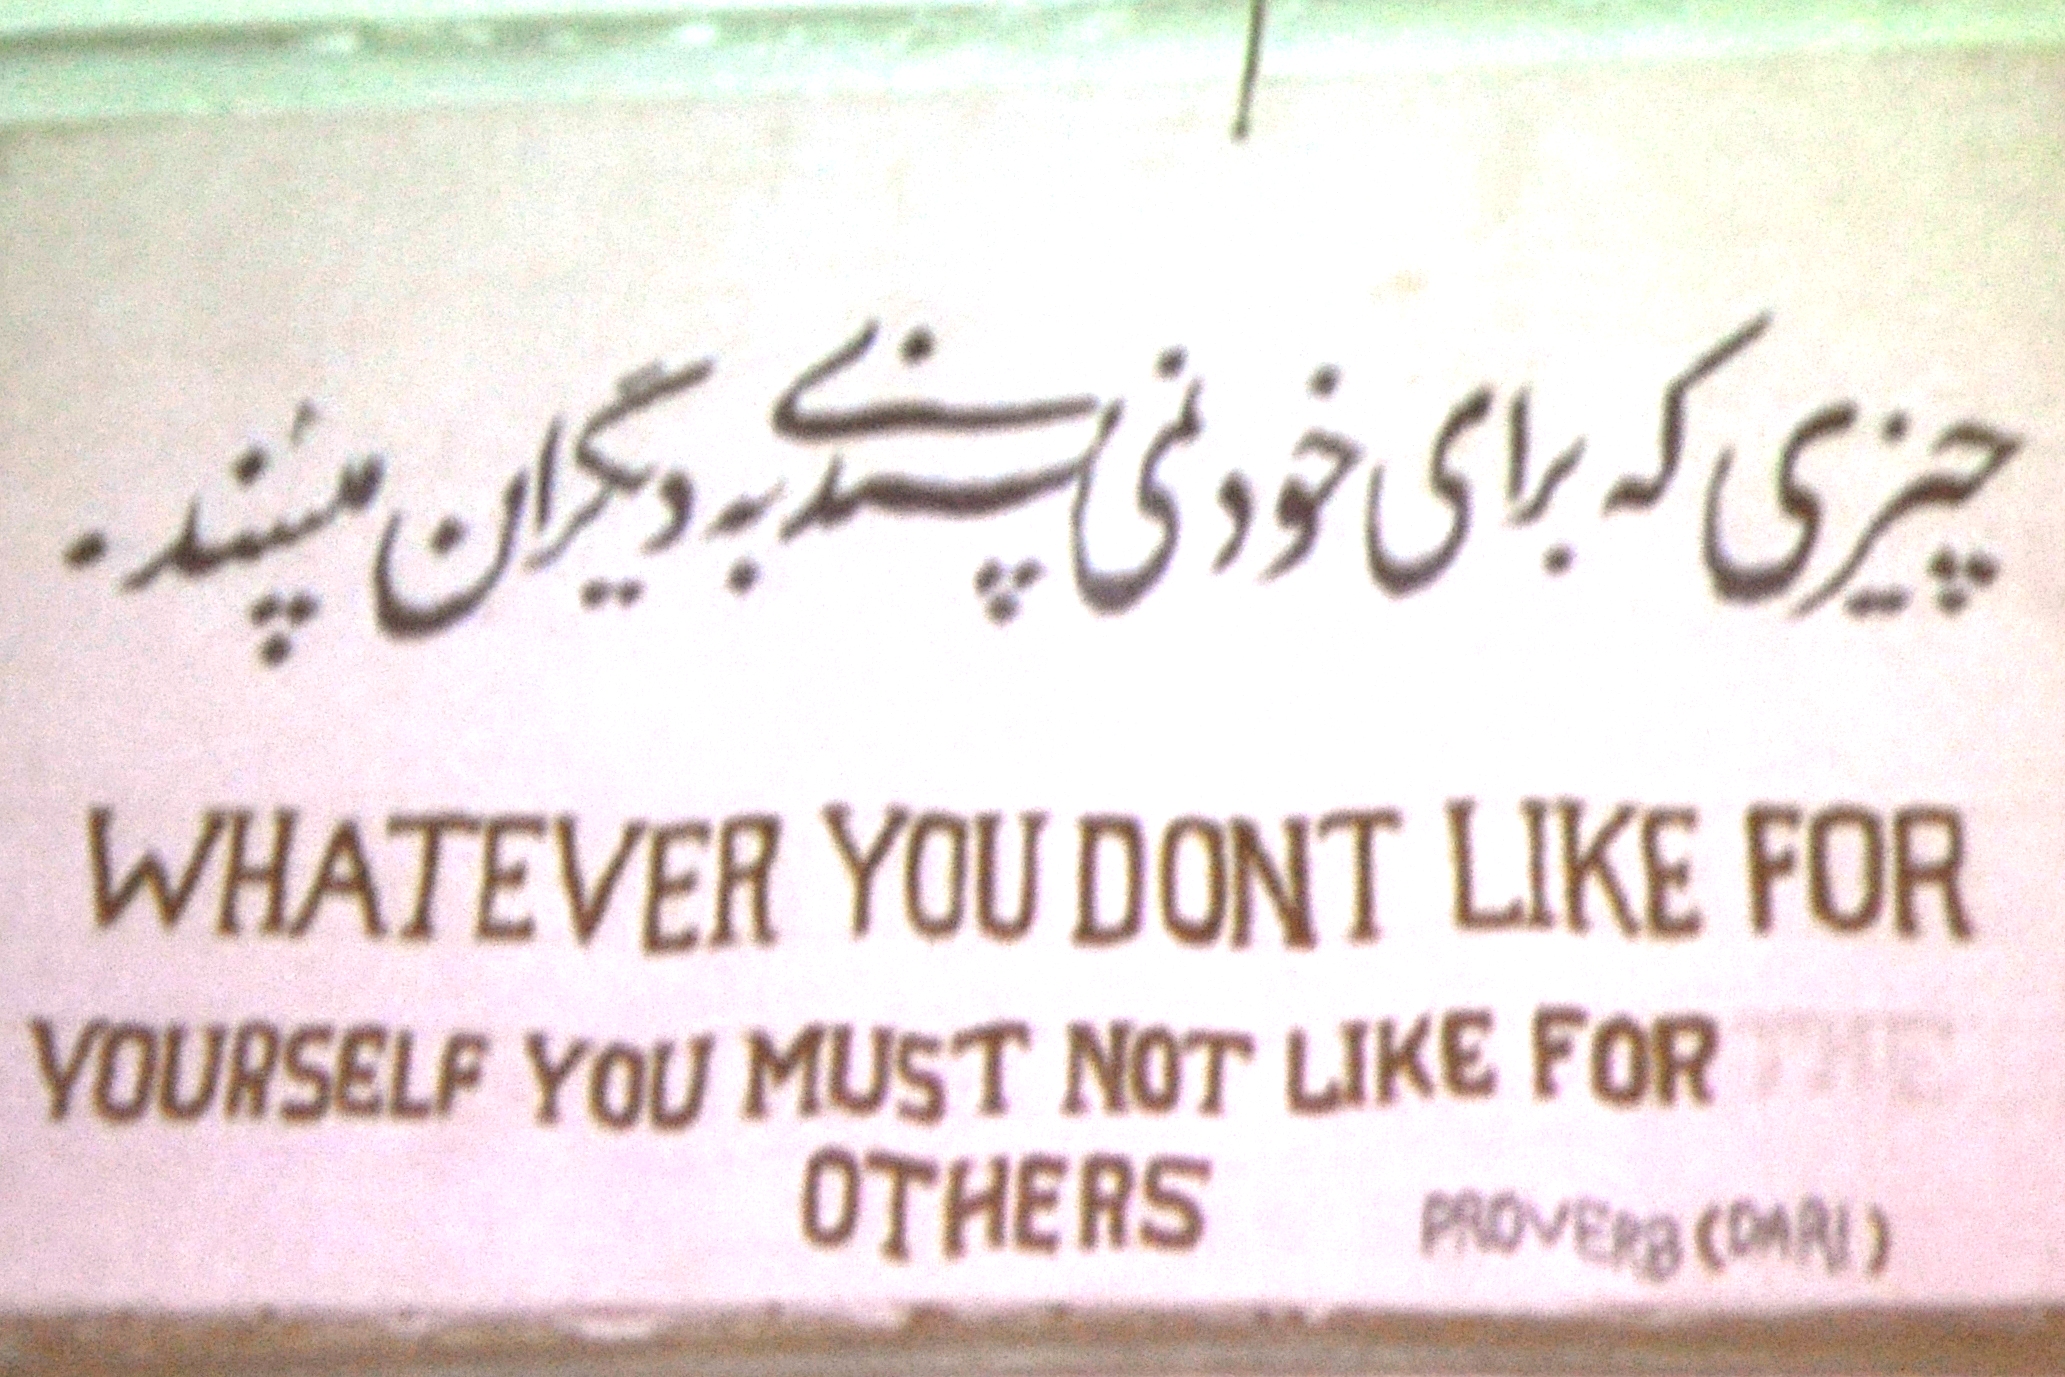 چیزی که برای خود نمی پسندی به دیگران مپسند.
WHATEVER YOU DONT LIKE FOR
YOURSELF YOU MUST NOT LIKE FOR THE
OTHERS
PROVERB (DARI)